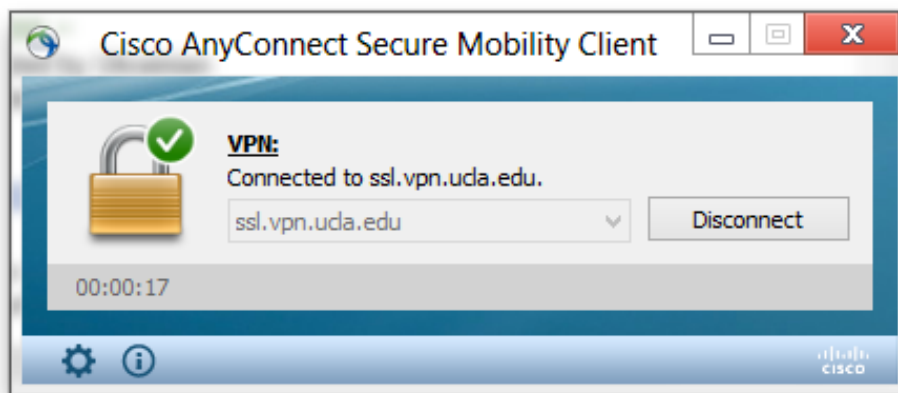 Cisco AnyConnect Secure Mobility Client
VPN:
Connected to ssl.vpn.ucla.edu.
ssl.vpn.ucla.edu
Disconnect
00:00:17
CISCO